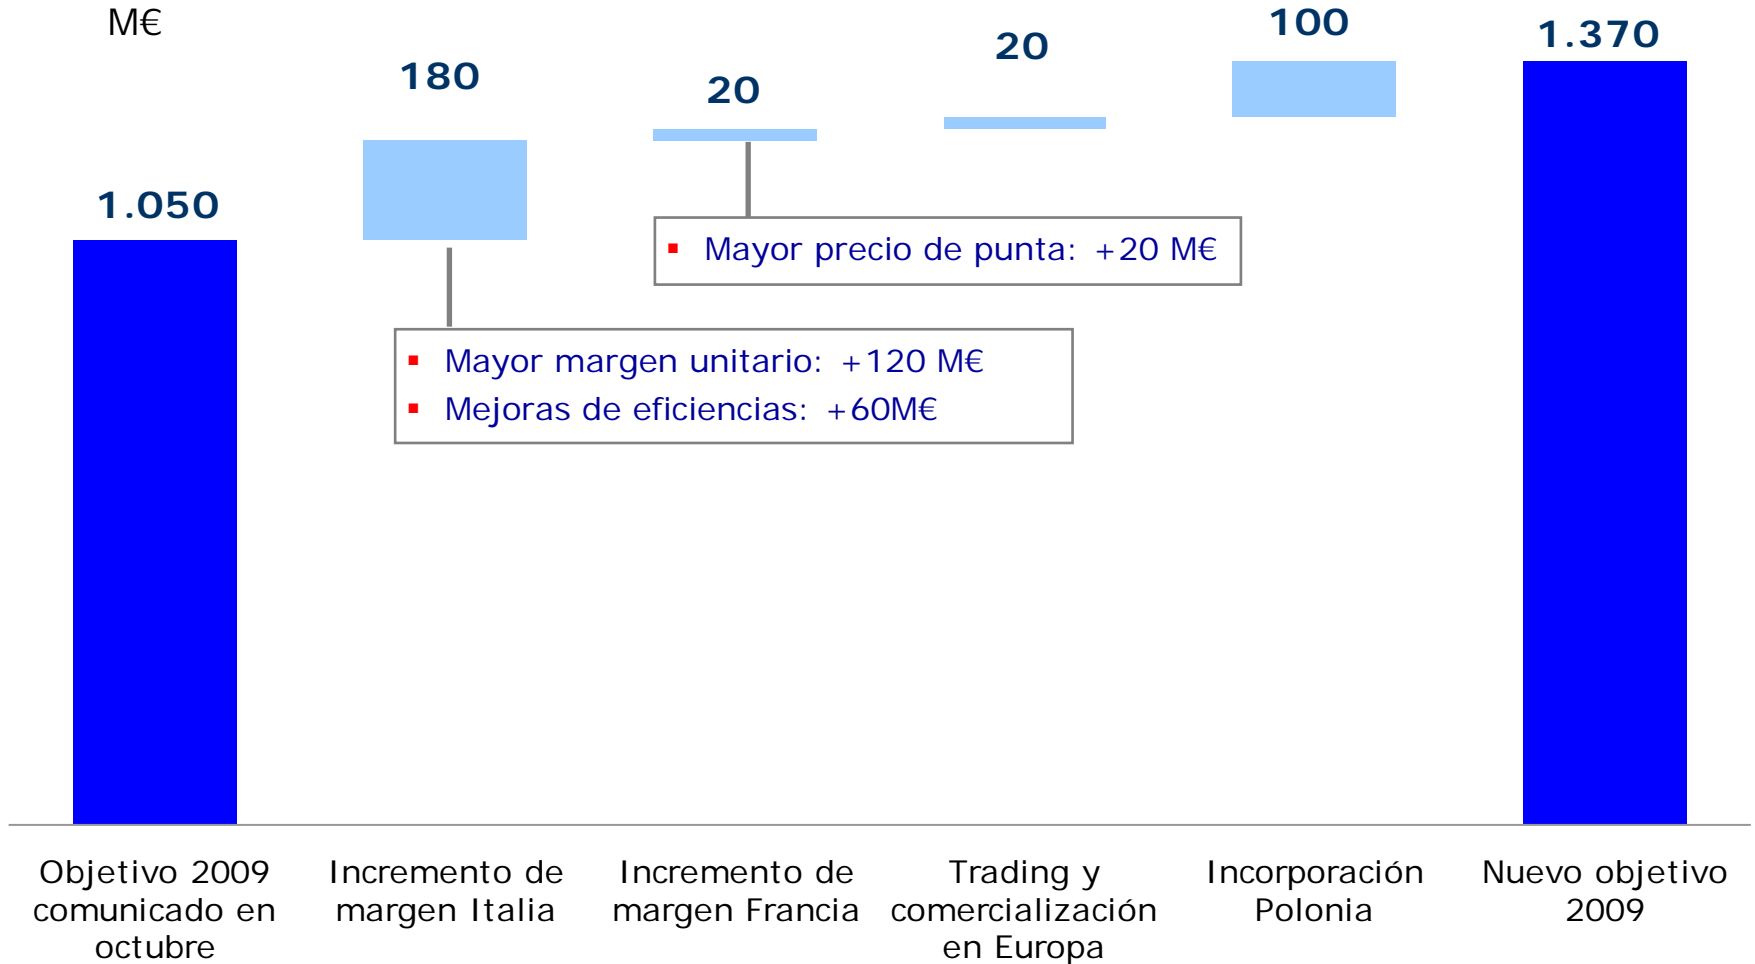 M€
1.050
180
20
20
100
1.370
▪ Mayor precio de punta: +20 M€
▪ Mayor margen unitario: +120 M€
▪ Mejoras de eficiencias: +60M€
Objetivo 2009
comunicado en
octubre
Incremento de
margen Italia
Incremento de
margen Francia
Trading y
comercialización
en Europa
Incorporación
Polonia
Nuevo objetivo
2009